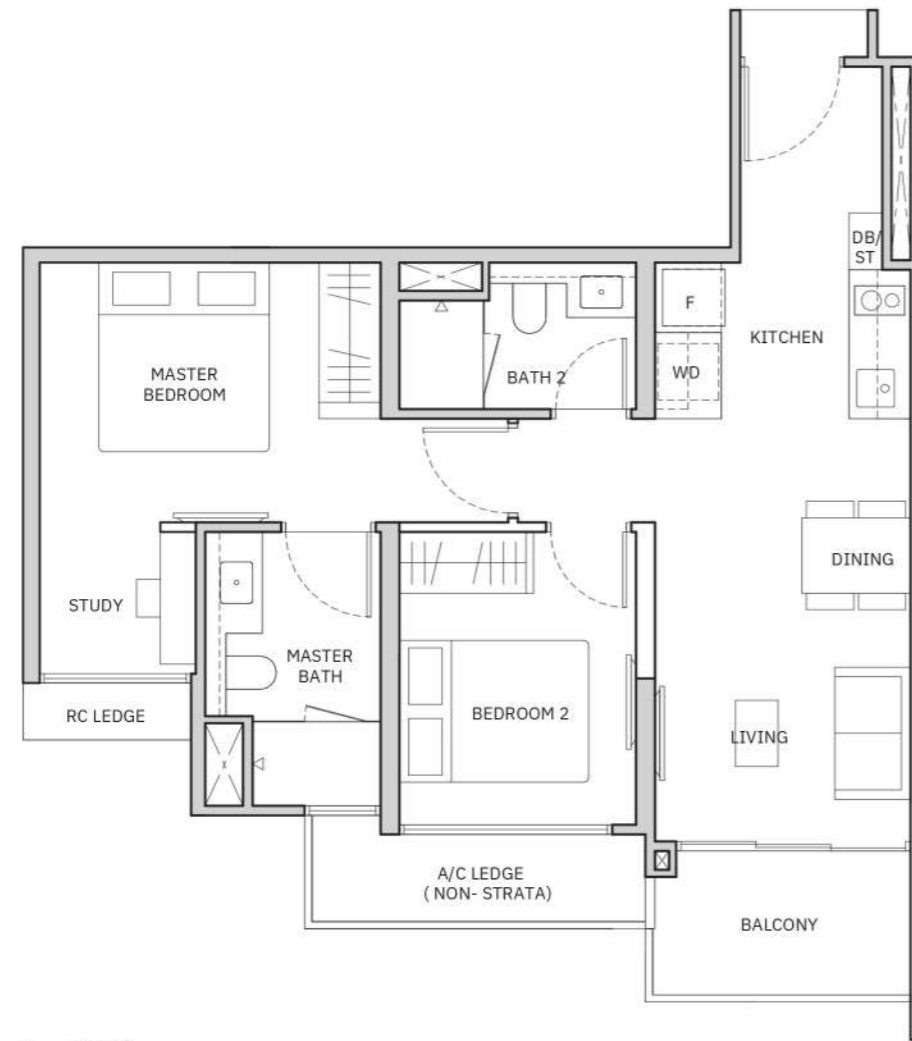 DB/
ST
F
KITCHEN
WD
MASTER
BEDROOM
BATH 2
DINING
STUDY
MASTER
BATH
RC LEDGE
BEDROOM 2
LIVING
A/C LEDGE
( NON- STRATA)
BALCONY